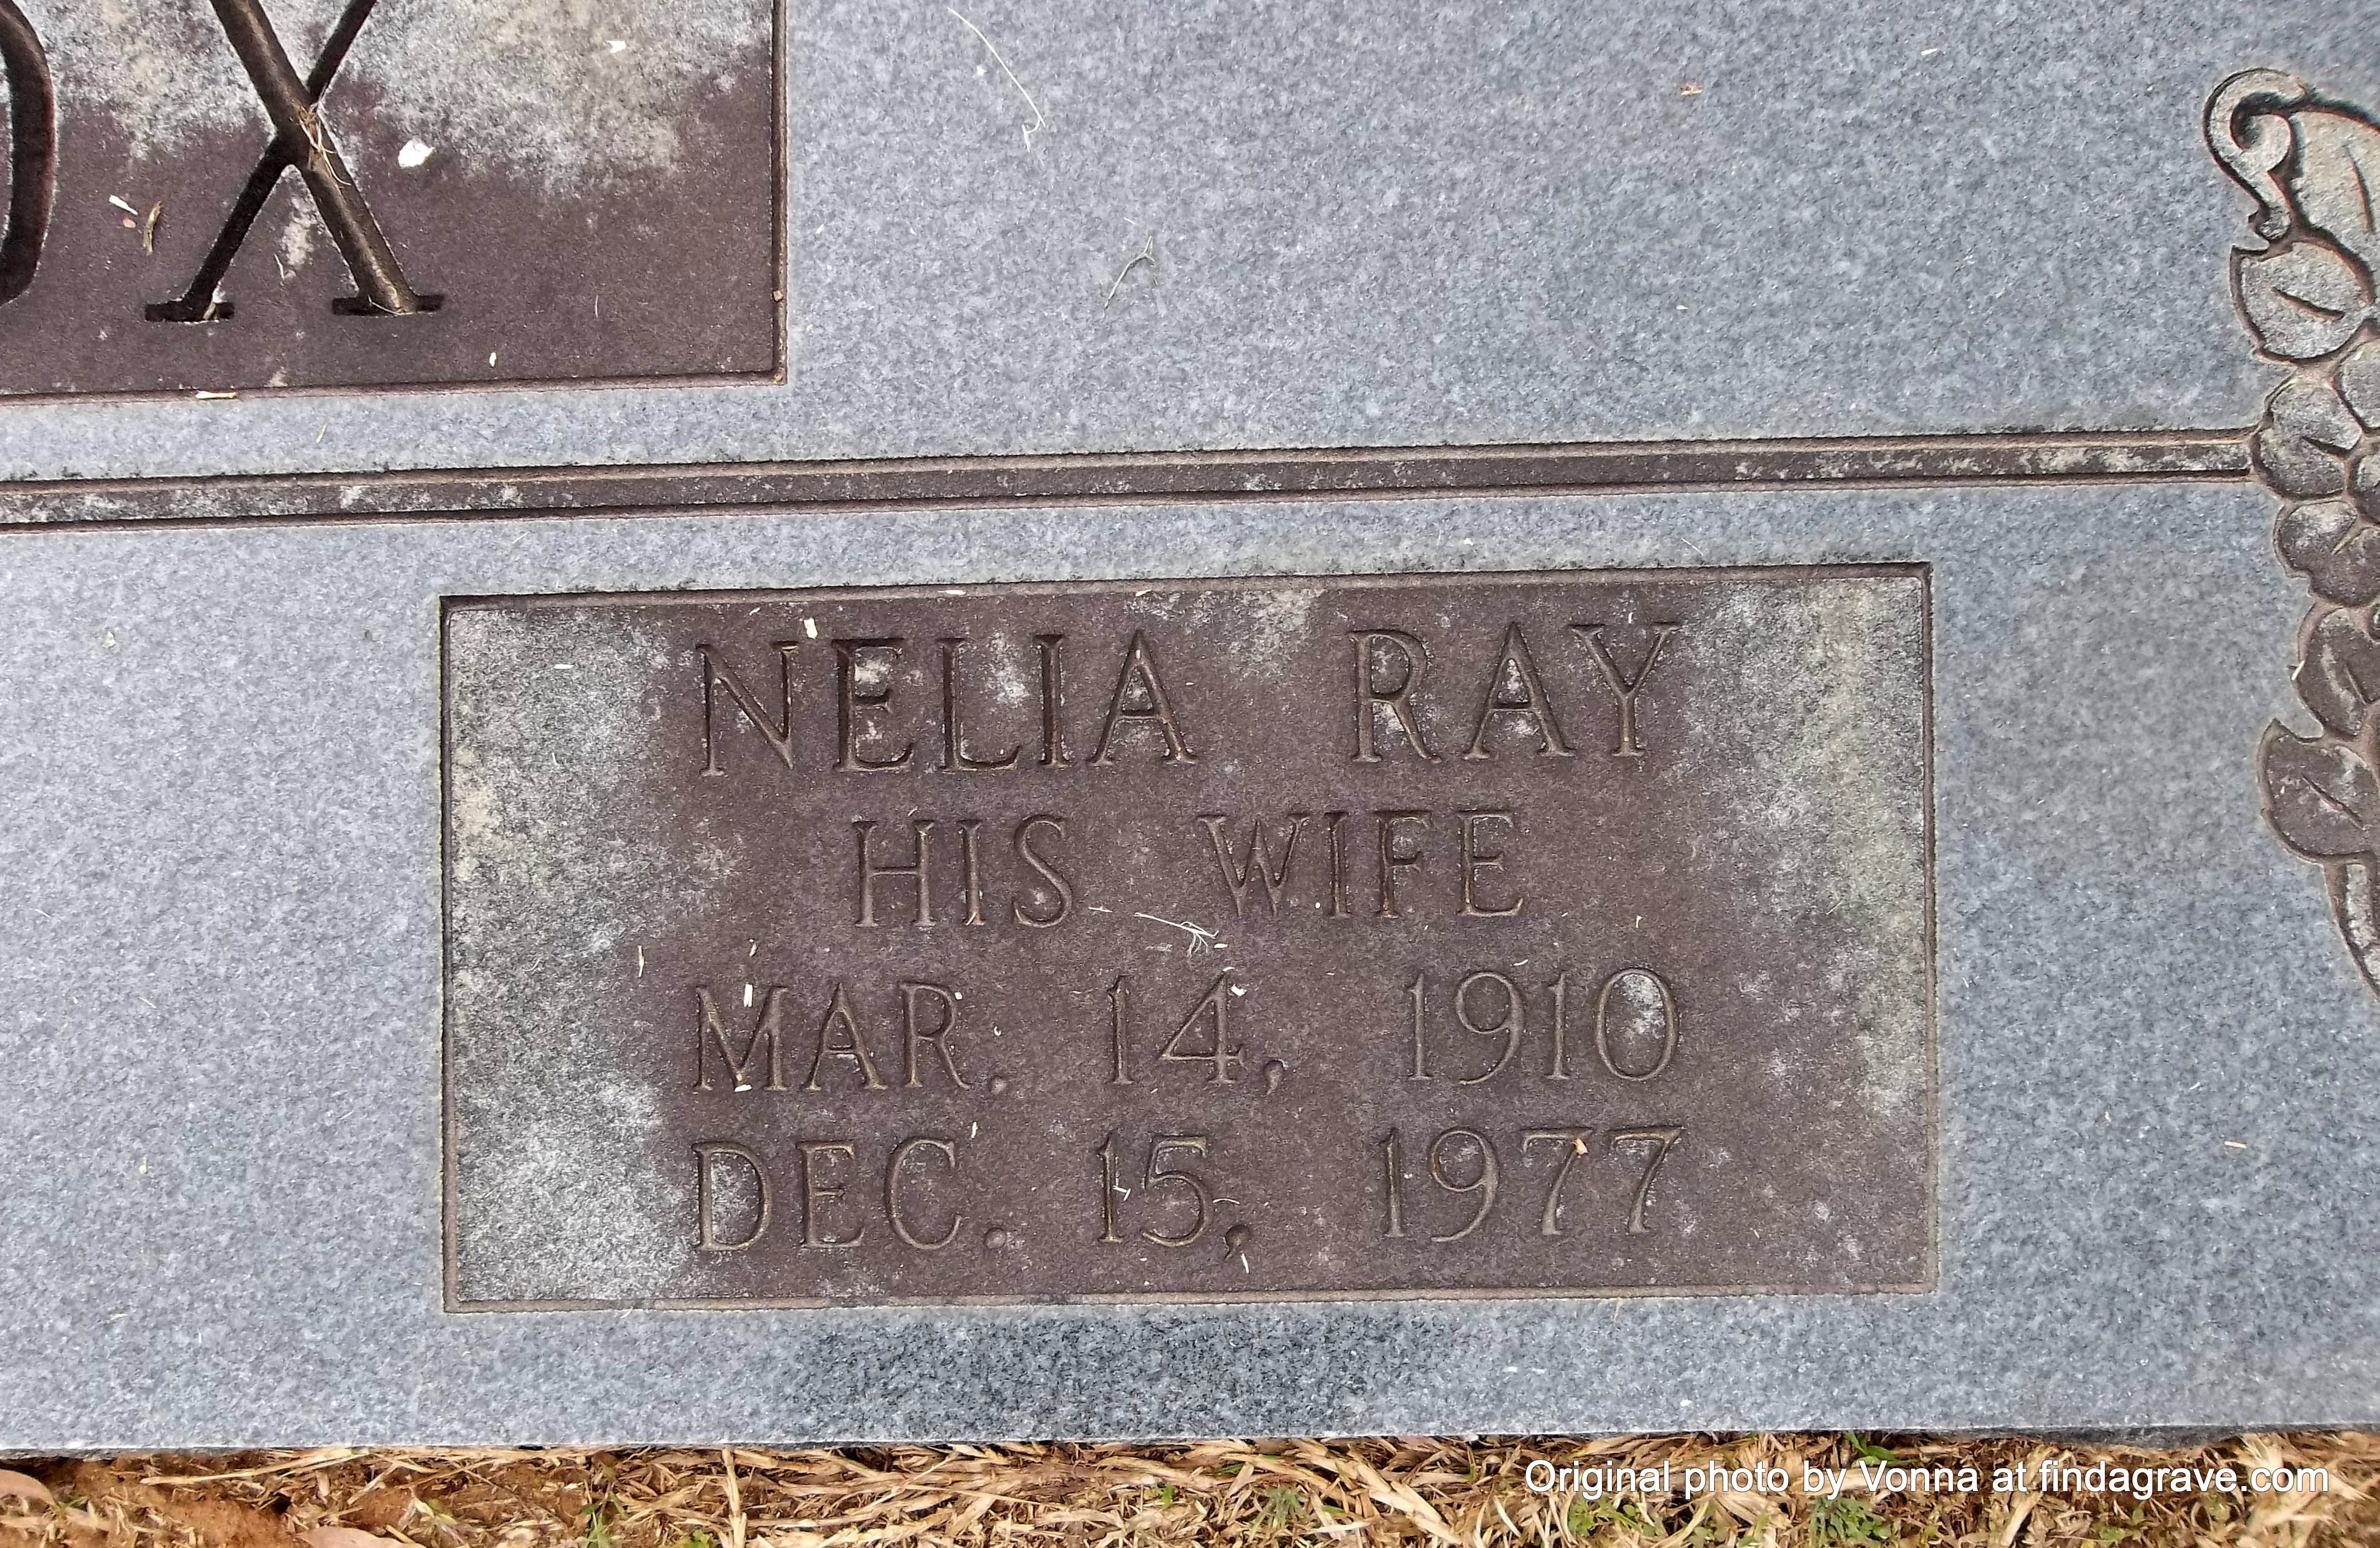 OX
NELIA RAY
HIS WIFE
MAR. 14, 1910
DEC. 15, 1977
Original photo by Vonna at findagrave.com